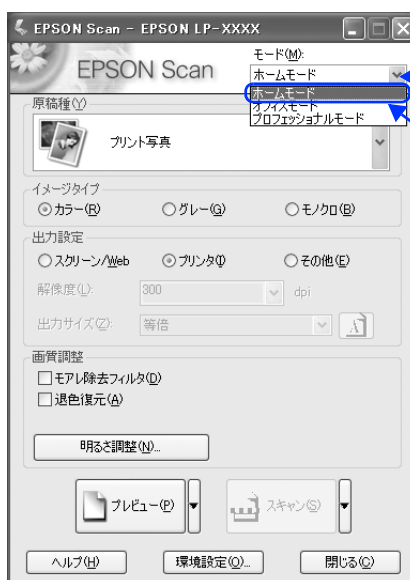 EPSON Scan - EPSON LP-XXXX
EPSON Scan
モード(M):
ホームモード
ホームモード
オフィスモード
プロフェッショナルモード
原稿種(Y)
プリント写真
イメージタイプ
カラー(R) グレー(G) モノクロ(B)
出力設定
スクリーン/Web プリンタ(I) その他(E)
解像度(L): 300 dpi
出力サイズ(Z): 等倍
画質調整
モアレ除去フィルタ(D)
退色復元(A)
明るさ調整(N)...
プレビュー(P) スキャン(S)
ヘルプ(H) 環境設定(O)... 閉じる(C)